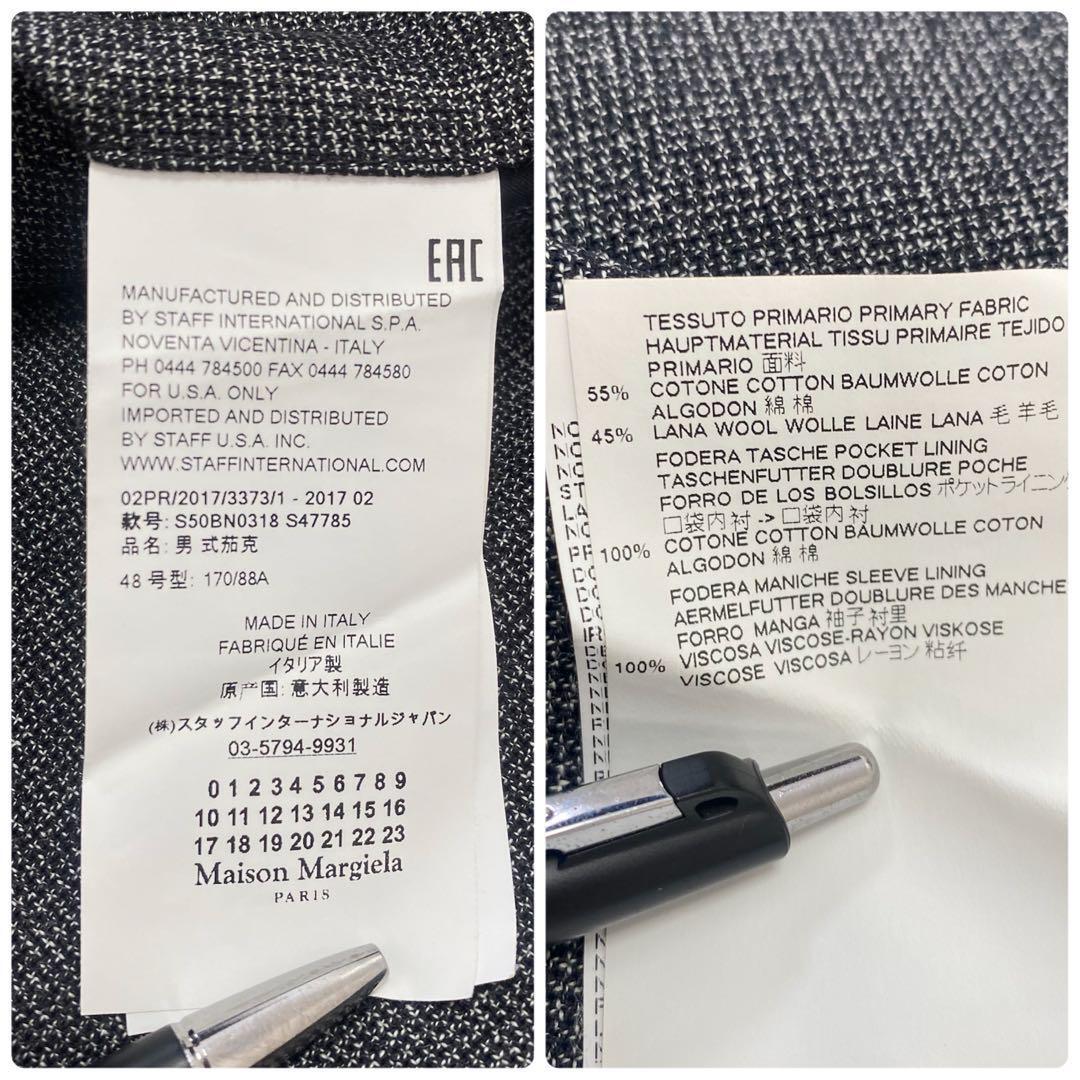 EAC
MANUFACTURED AND DISTRIBUTED
BY STAFF INTERNATIONAL S.P.A.
NOVENTA VICENTINA - ITALY
PH 0444 784500 FAX 0444 784580
FOR U.S.A. ONLY
IMPORTED AND DISTRIBUTED
BY STAFF U.S.A. INC.
WWW.STAFFINTERNATIONAL.COM
02PR/2017/3373/1 - 2017 02
款号: S50BN0318 S47785
品名: 男 式茄克
48 号型: 170/88A
MADE IN ITALY
FABRIQUÉ EN ITALIE
イタリア製
原产国: 意大利製造
(株)スタッフインターナショナルジャパン
03-5794-9931
0 1 2 3 4 5 6 7 8 9
10 11 12 13 14 15 16
17 18 19 20 21 22 23
Maison Margiela
PARIS
TESSUTO PRIMARIO PRIMARY FABRIC
HAUPTMATERIAL TISSU PRIMAIRE TEJIDO
PRIMARIO 面料
55% COTONE COTTON BAUMWOLLE COTON
ALGODON 綿 棉
45% LANA WOOL WOLLE LAINE LANA 毛 羊毛
FODERA TASCHE POCKET LINING
TASCHENFUTTER DOUBLURE POCHE
FORRO DE LOS BOLSILLOS ポケットライニング
口袋内 衬 -> 口袋内 衬
100% COTONE COTTON BAUMWOLLE COTON
ALGODON 綿 棉
FODERA MANICHE SLEEVE LINING
AERMELFUTTER DOUBLURE DES MANCHE
FORRO MANGA 袖子 衬里
100% VISCOSA VISCOSE-RAYON VISKOSE
VISCOSE VISCOSA レーヨン 粘纤